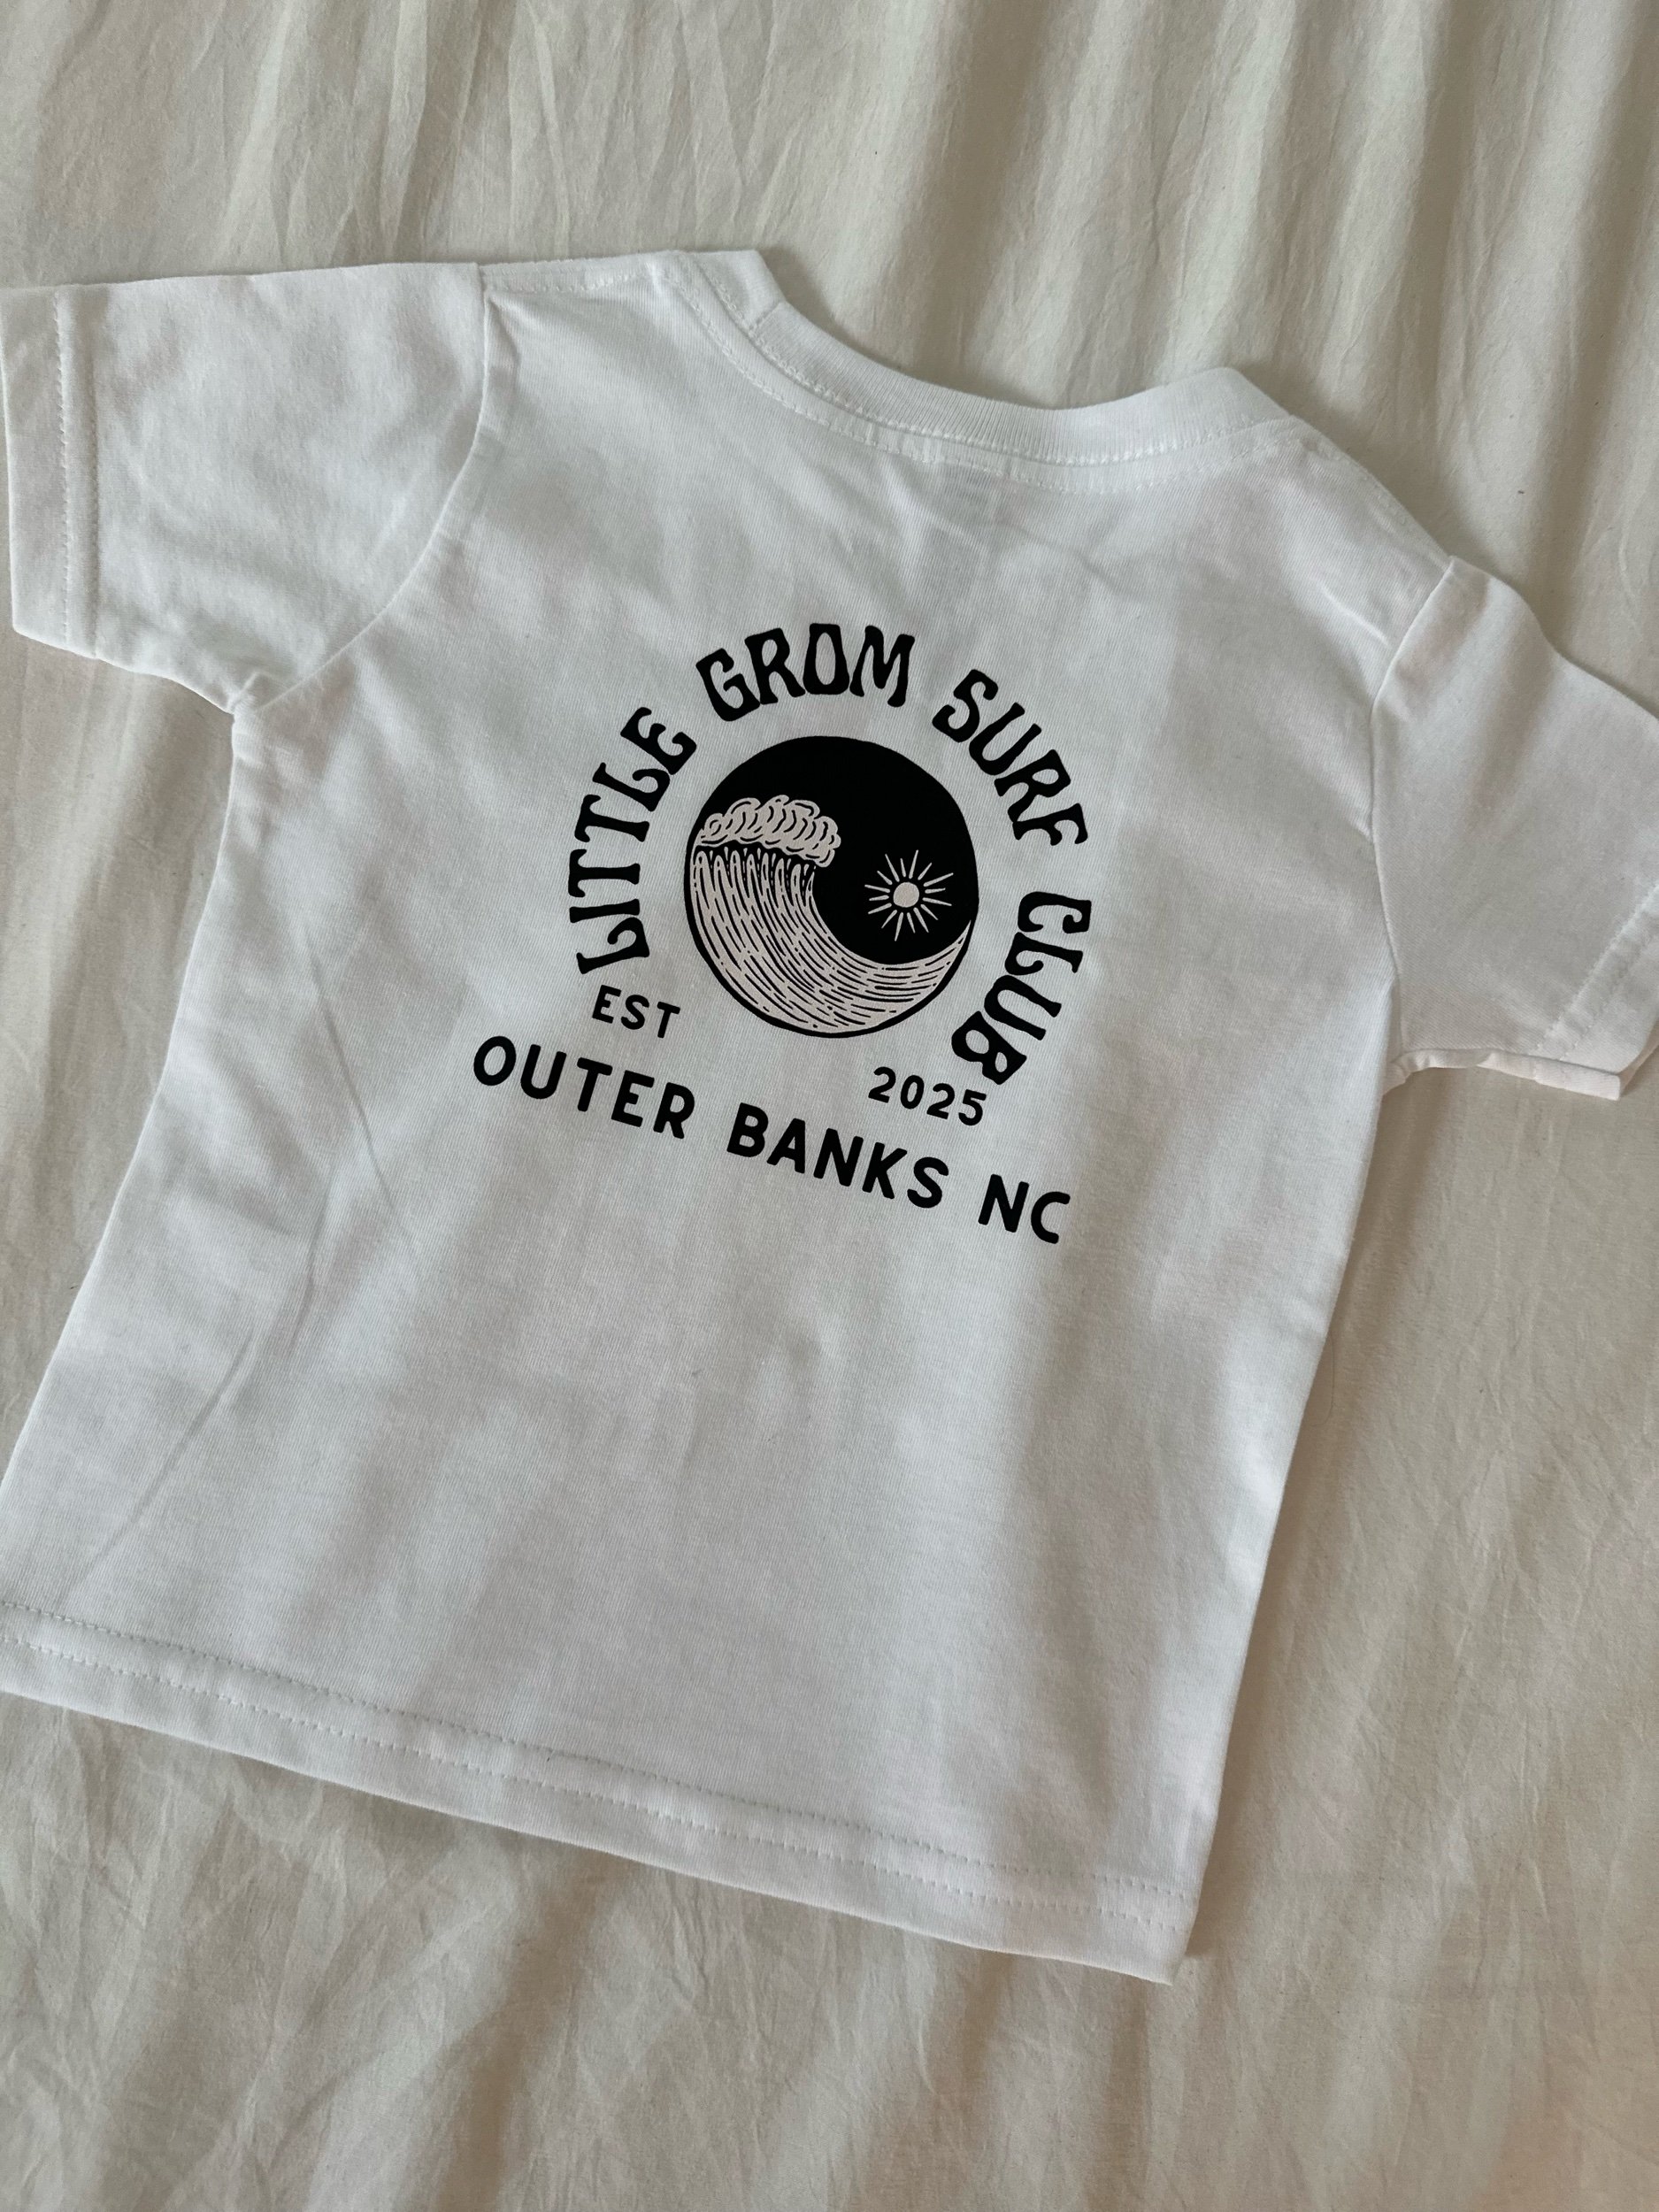 LITTLE GROM SURF CLUB
EST 2025
OUTER BANKS NC